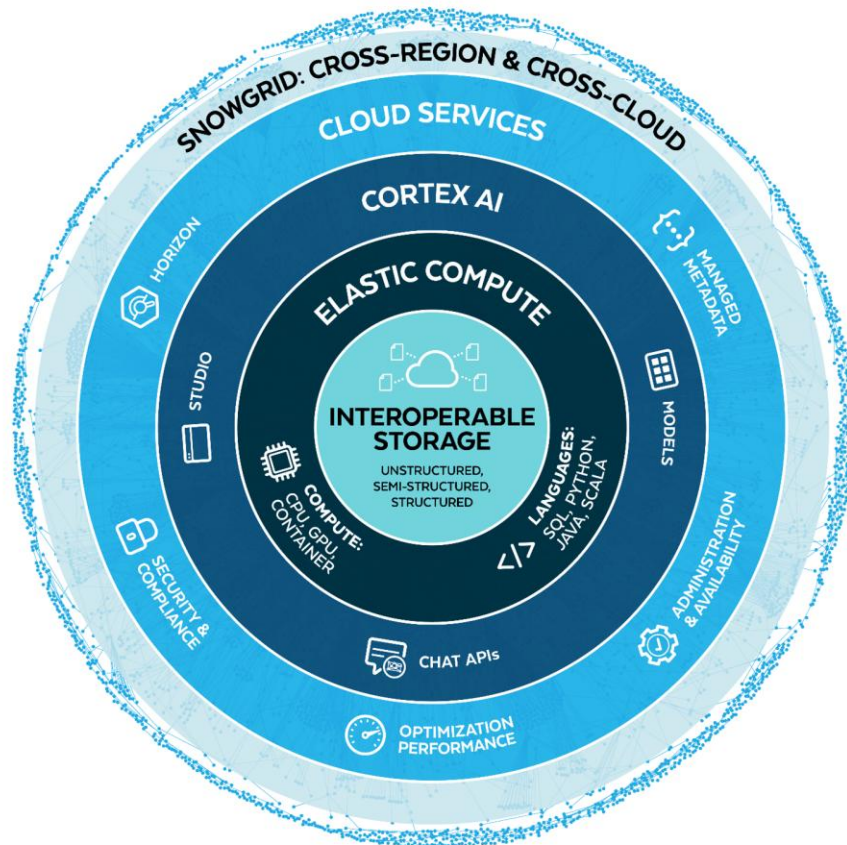 SNOWGRID: CROSS-REGION & CROSS-CLOUD
CLOUD SERVICES
HORIZON
MANAGED
METADATA
SECURITY &
COMPLIANCE
ADMINISTRATION
& AVAILABILITY
OPTIMIZATION
PERFORMANCE
CORTEX AI
STUDIO
MODELS
CHAT APIs
ELASTIC COMPUTE
COMPUTE:
CPU, GPU,
CONTAINER
</> LANGUAGES:
SQL, PYTHON,
JAVA, SCALA
INTEROPERABLE
STORAGE
UNSTRUCTURED,
SEMI-STRUCTURED,
STRUCTURED